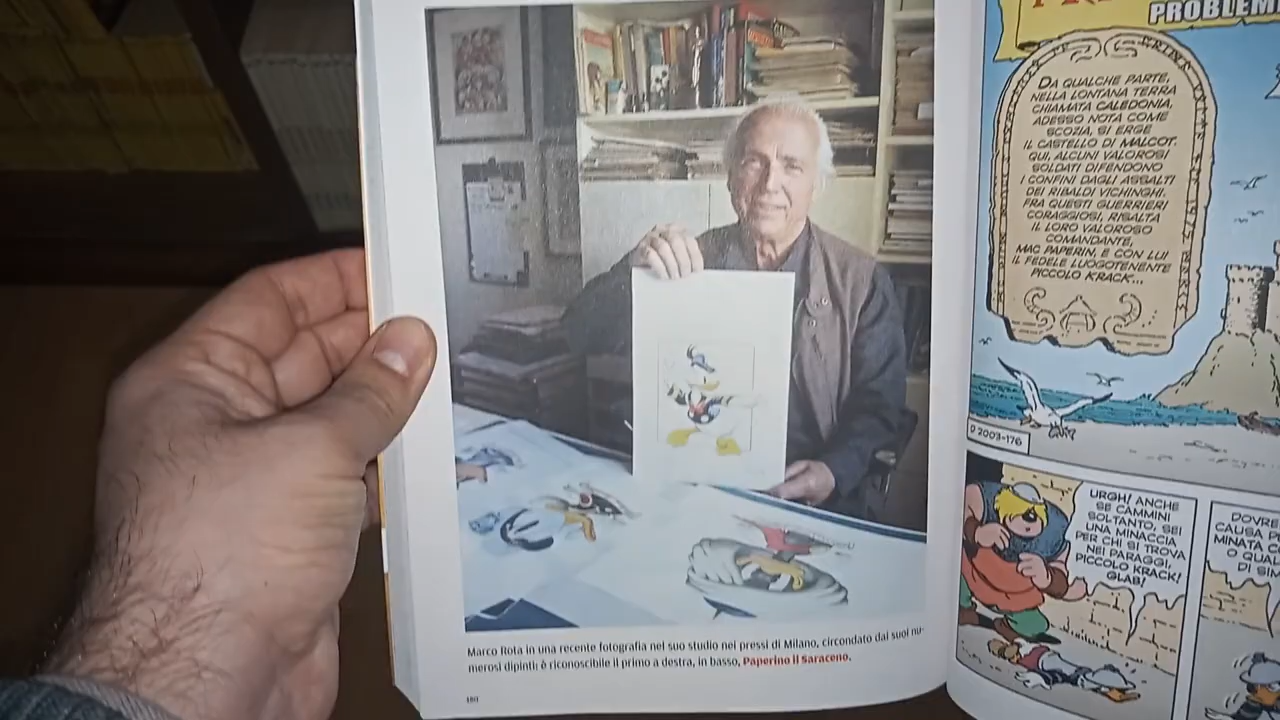 Marco Rota in una recente fotografia nel suo studio nei pressi di Milano, circondato dai suoi nu-
merosi dipinti: è riconoscibile il primo a destra, in basso, Paperino il Saraceno.
180
PROBLEM
DA QUALCHE PARTE,
NELLA LONTANA TERRA
CHIAMATA CALEDONIA,
ADESSO NOTA COME
SCOZIA, SI ERGE
IL CASTELLO DI MALCOT.
QUI, ALCUNI VALOROSI
SOLDATI DIFENDONO
I CONFINI DAGLI ASSALTI
DEI RIBALDI VICHINGHI.
FRA QUESTI GUERRIERI
CORAGGIOSI, RISALTA
IL LORO VALOROSO
COMANDANTE,
MAC PAPERIN, E CON LUI
IL FEDELE LUOGOTENENTE
PICCOLO KRACK...
D 2003-176
URGH! ANCHE
SE CAMMINI
SOLTANTO, SEI
UNA MINACCIA
PER CHI SI TROVA
NEI PARAGGI,
PICCOLO KRACK!
GLAB!
DOVRE
CAUSA P
MINATA C
O QUAL
DI SIM